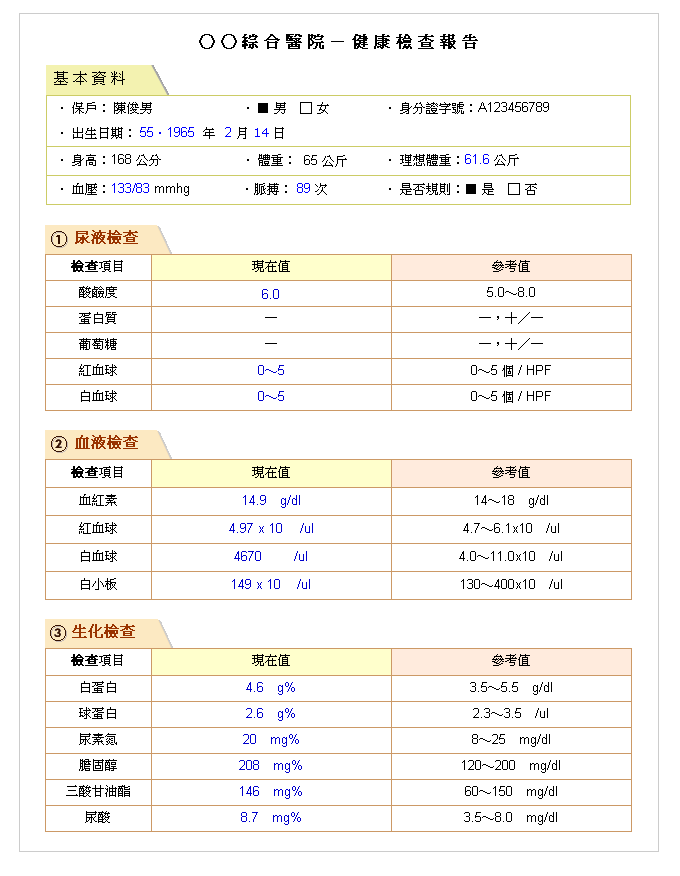 〇〇綜合醫院－健康檢查報告
基本資料
· 保戶： 陳俊男 · ■ 男 □ 女 · 身分證字號：A123456789
· 出生日期： 55 · 1965 年 2 月 14 日
· 身高：168 公分 · 體重： 65 公斤 · 理想體重：61.6 公斤
· 血壓：133/83 mmhg · 脈搏： 89 次 · 是否規則：■ 是 □ 否
① 尿液檢查
檢查項目 現在值 參考值
酸鹼度 6.0 5.0～8.0
蛋白質 － －，＋／－
葡萄糖 － －，＋／－
紅血球 0～5 0～5 個 / HPF
白血球 0～5 0～5 個 / HPF
② 血液檢查
檢查項目 現在值 參考值
血紅素 14.9 g/dl 14～18 g/dl
紅血球 4.97 x 10 /ul 4.7～6.1x10 /ul
白血球 4670 /ul 4.0～11.0x10 /ul
白小板 149 x 10 /ul 130～400x10 /ul
③ 生化檢查
檢查項目 現在值 參考值
白蛋白 4.6 g% 3.5～5.5 g/dl
球蛋白 2.6 g% 2.3～3.5 /ul
尿素氮 20 mg% 8～25 mg/dl
膽固醇 208 mg% 120～200 mg/dl
三酸甘油酯 146 mg% 60～150 mg/dl
尿酸 8.7 mg% 3.5～8.0 mg/dl